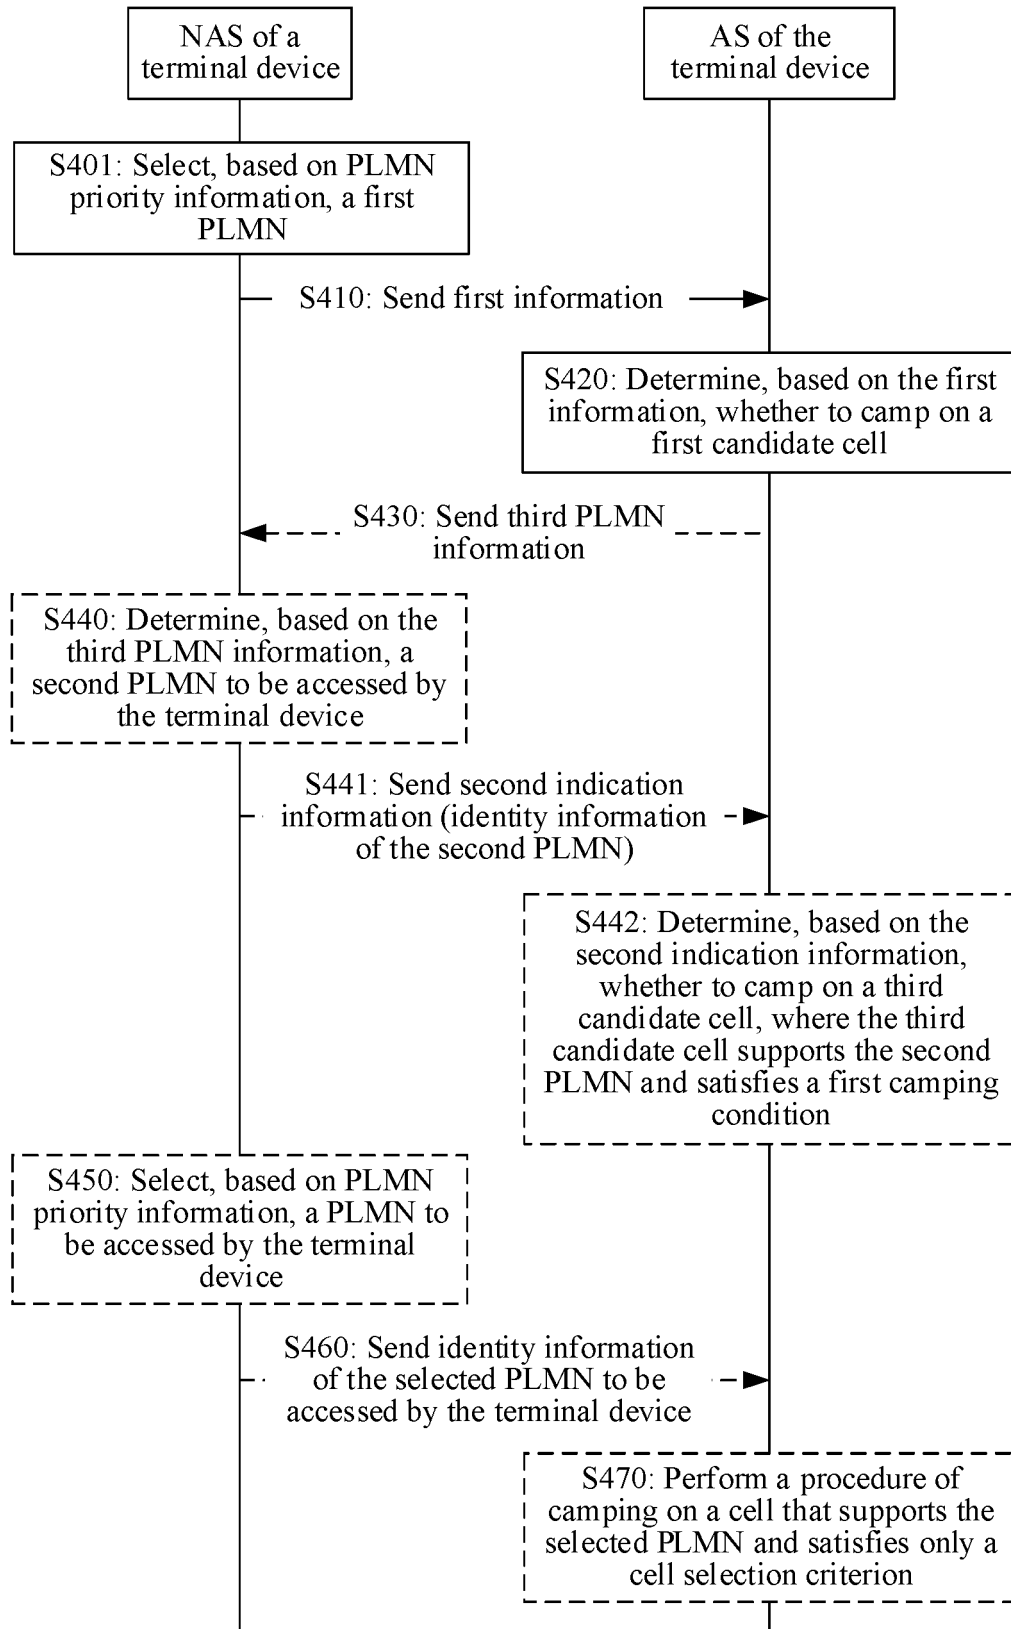 NAS of a
terminal device
AS of the
terminal device
S401: Select, based on PLMN
priority information, a first
PLMN
S410: Send first information
S420: Determine, based on the first
information, whether to camp on a
first candidate cell
S430: Send third PLMN
information
S440: Determine, based on the
third PLMN information, a
second PLMN to be accessed by
the terminal device
S441: Send second indication
information (identity information
of the second PLMN)
S442: Determine, based on the
second indication information,
whether to camp on a third
candidate cell, where the third
candidate cell supports the second
PLMN and satisfies a first camping
condition
S450: Select, based on PLMN
priority information, a PLMN to
be accessed by the terminal
device
S460: Send identity information
of the selected PLMN to be
accessed by the terminal device
S470: Perform a procedure of
camping on a cell that supports the
selected PLMN and satisfies only a
cell selection criterion